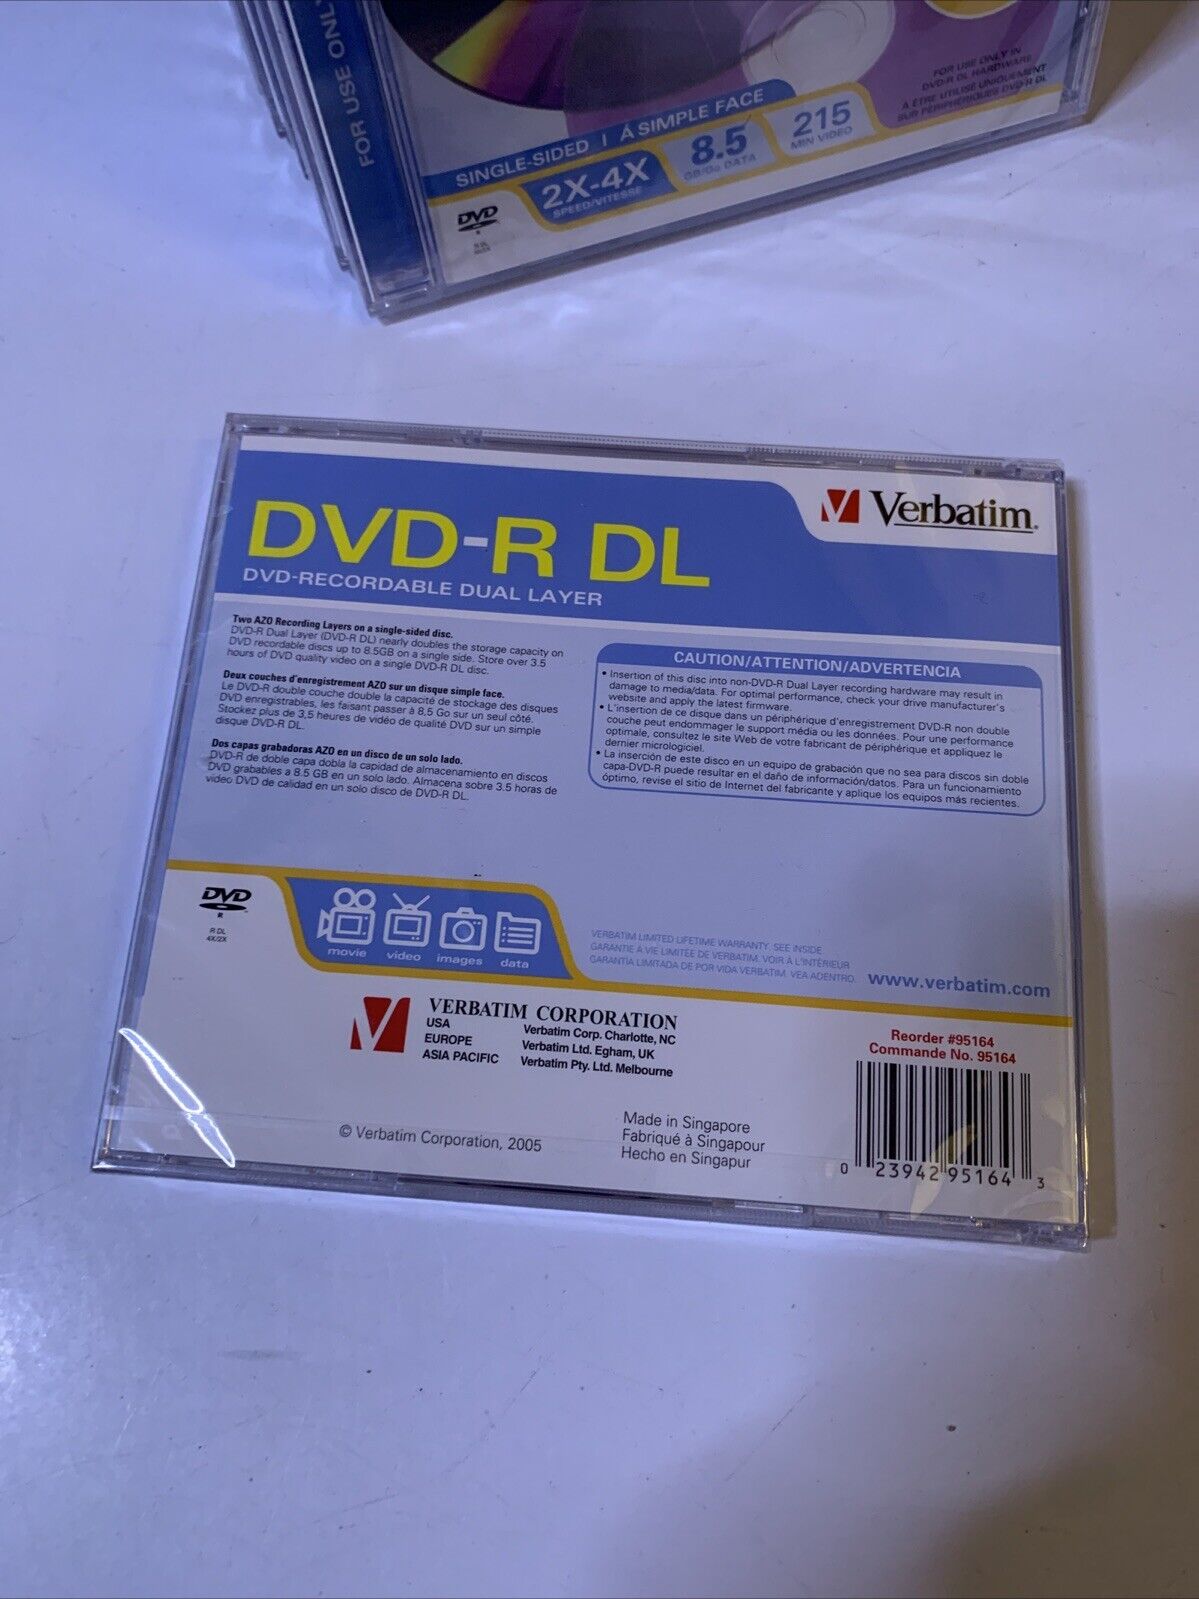 FOR USE ONLY
FOR USE ONLY IN
DVD-R DL HARDWARE
À ÊTRE UTILISÉ UNIQUEMENT
SUR PÉRIPHÉRIQUES DVD-R DL
SINGLE-SIDED | À SIMPLE FACE
2X-4X
SPEED/VITESSE
8.5
GB/Go DATA
215
MIN VIDEO
DVD
R
R DL
Verbatim
DVD-R DL
DVD-RECORDABLE DUAL LAYER
Two AZO Recording Layers on a single-sided disc.
DVD-R Dual Layer (DVD-R DL) nearly doubles the storage capacity on
DVD recordable discs up to 8.5GB on a single side. Store over 3.5
hours of DVD quality video on a single DVD-R DL disc.
Deux couches d'enregistrement AZO sur un disque simple face.
Le DVD-R double couche double la capacité de stockage des disques
DVD enregistrables, les faisant passer à 8,5 Go sur un seul côté.
Stockez plus de 3,5 heures de vidéo de qualité DVD sur un simple
disque DVD-R DL.
Dos capas grabadoras AZO en un disco de un solo lado.
DVD-R de doble capa dobla la capidad de almacenamiento en discos
DVD grabables a 8.5 GB en un solo lado. Almacena sobre 3.5 horas de
video DVD de calidad en un solo disco de DVD-R DL.
CAUTION/ATTENTION/ADVERTENCIA
• Insertion of this disc into non-DVD-R Dual Layer recording hardware may result in
damage to media/data. For optimal performance, check your drive manufacturer's
website and apply the latest firmware.
• L'insertion de ce disque dans un périphérique d'enregistrement DVD-R non double
couche peut endommager le support média ou les données. Pour une performance
optimale, consultez le site Web de votre fabricant de périphérique et appliquez le
dernier micrologiciel.
• La inserción de este disco en un equipo de grabación que no sea para discos sin doble
capa-DVD-R puede resultar en el daño de información/datos. Para un funcionamiento
óptimo, revise el sitio de Internet del fabricante y aplique los equipos más recientes.
DVD
R
R DL
4X/2X
movie
video
images
data
VERBATIM LIMITED LIFETIME WARRANTY. SEE INSIDE.
GARANTIE À VIE LIMITÉE DE VERBATIM. VOIR À L'INTÉRIEUR
GARANTÍA LIMITADA DE POR VIDA VERBATIM. VEA ADENTRO.
www.verbatim.com
VERBATIM CORPORATION
USA Verbatim Corp. Charlotte, NC
EUROPE Verbatim Ltd. Egham, UK
ASIA PACIFIC Verbatim Pty. Ltd. Melbourne
Reorder #95164
Commande No. 95164
© Verbatim Corporation, 2005
Made in Singapore
Fabriqué à Singapour
Hecho en Singapur
0 23942 95164 3